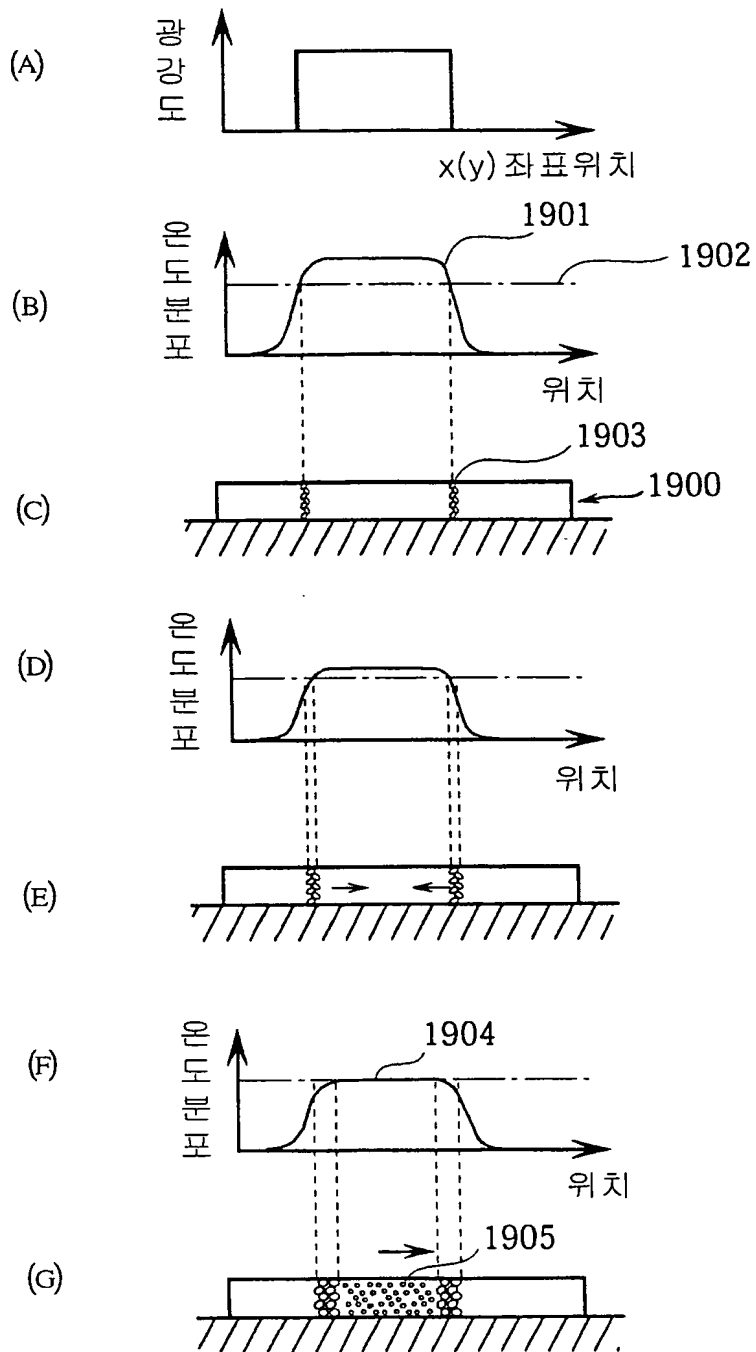 (A)
광강도
x(y) 좌표위치
1901
1902
(B)
온도분포
위치
1903
1900
(C)
(D)
온도분포
위치
(E)
1904
(F)
온도분포
위치
1905
(G)